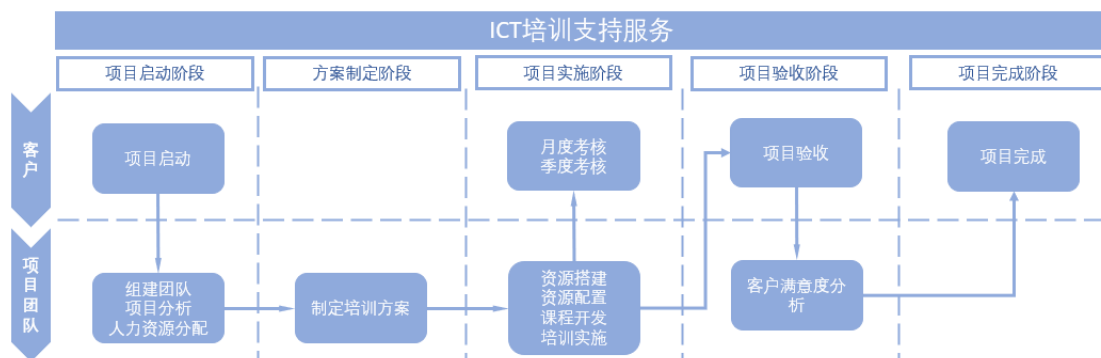 ICT培训支持服务
项目启动阶段
方案制定阶段
项目实施阶段
项目验收阶段
项目完成阶段
客户
项目启动
月度考核
季度考核
项目验收
项目完成
项目团队
组建团队
项目分析
人力资源分配
制定培训方案
资源搭建
资源配置
课程开发
培训实施
客户满意度分
析